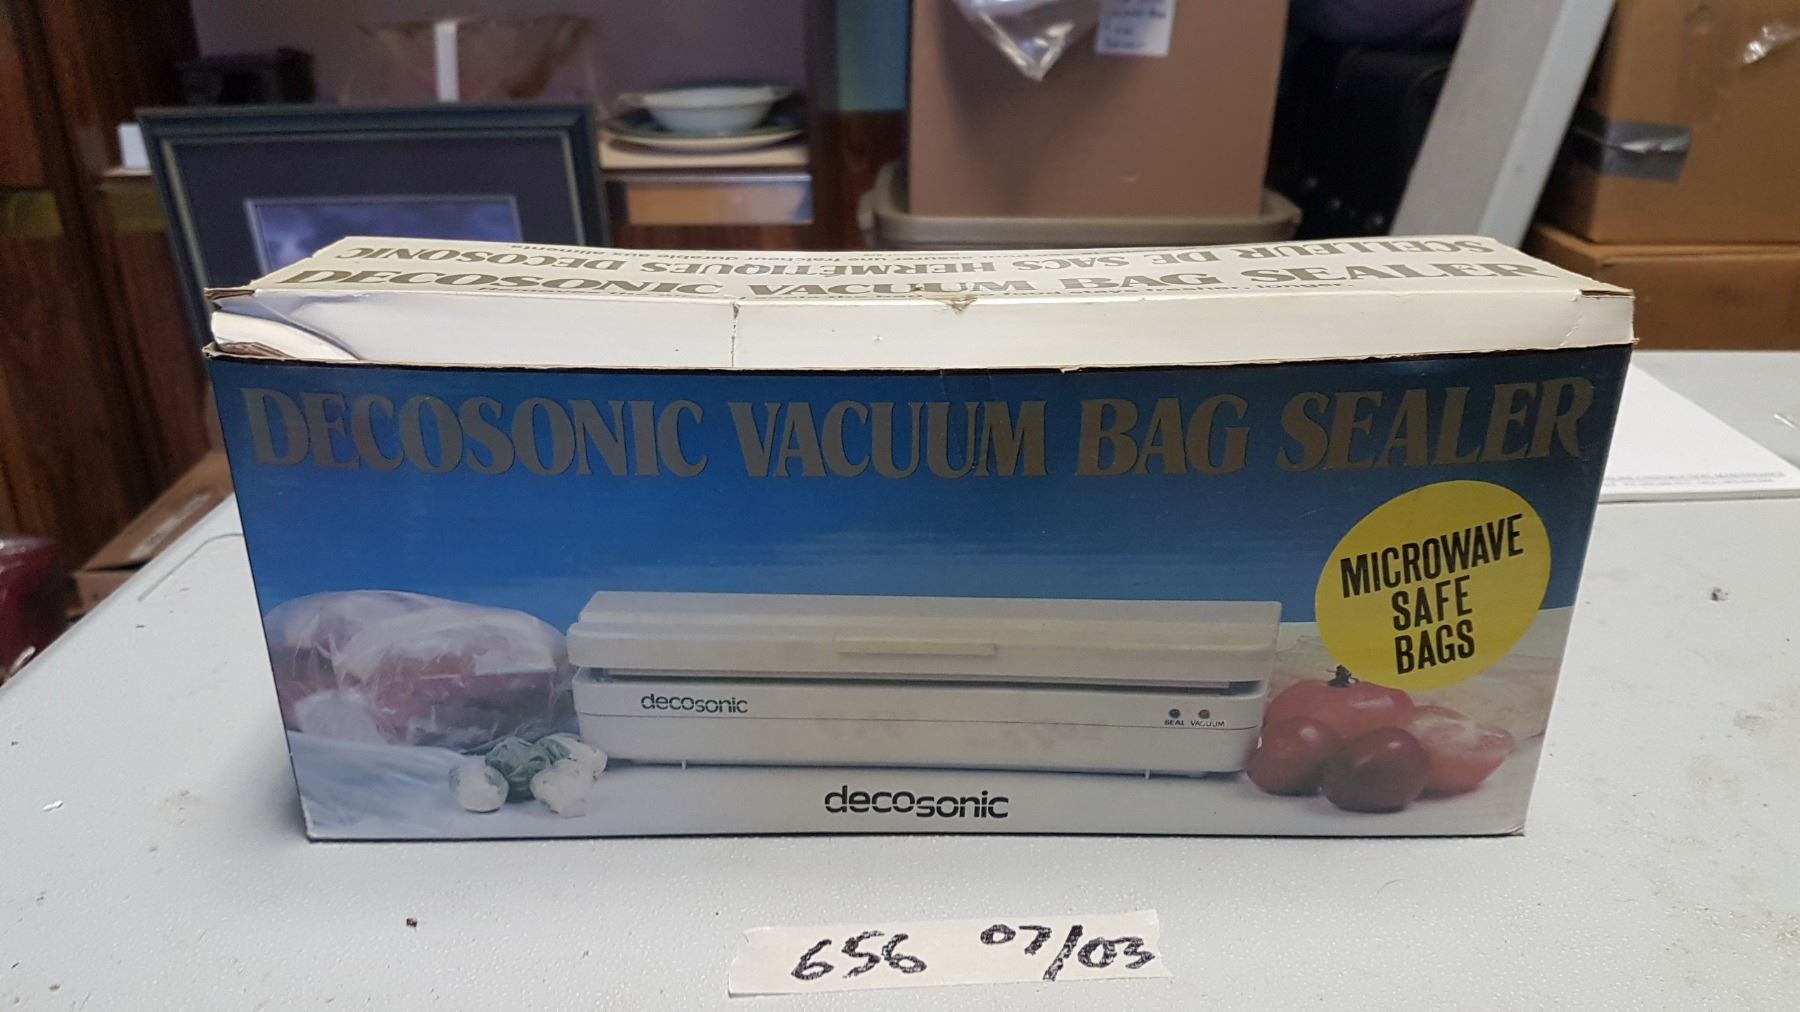 SCELLEUR DE SACS HERMÉTIQUES DECOSONIC
DECOSONIC VACUUM BAG SEALER
DECOSONIC VACUUM BAG SEALER
MICROWAVE
SAFE
BAGS
decosonic
SEAL VACUUM
decosonic
656 07/03